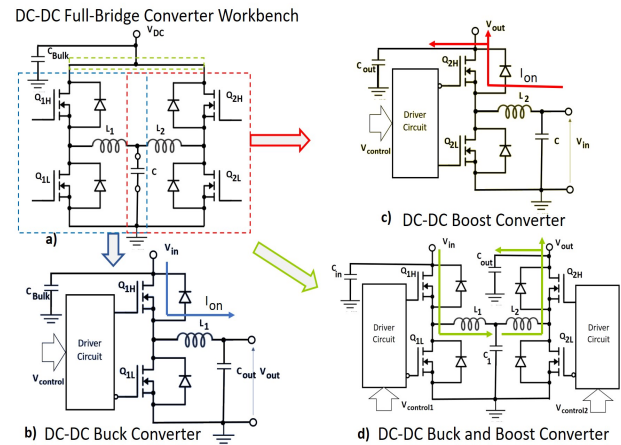 DC-DC Full-Bridge Converter Workbench
VDC
CBulk
Q1H
Q2H
L1
L2
C
Q1L
Q2L
a)
Vout
Cout
Q2H
Ion
L2
Driver
Circuit
C
Vin
Vcontrol
Q2L
c) DC-DC Boost Converter
Vin
CBulk
Q1H
Ion
L1
Driver
Circuit
Cout
Vout
Vcontrol
Q1L
b) DC-DC Buck Converter
Vin
Vout
Cin
Cout
Q1H
Q2H
L1
L2
Driver
Circuit
C1
Driver
Circuit
Q1L
Q2L
Vcontrol1
Vcontrol2
d) DC-DC Buck and Boost Converter